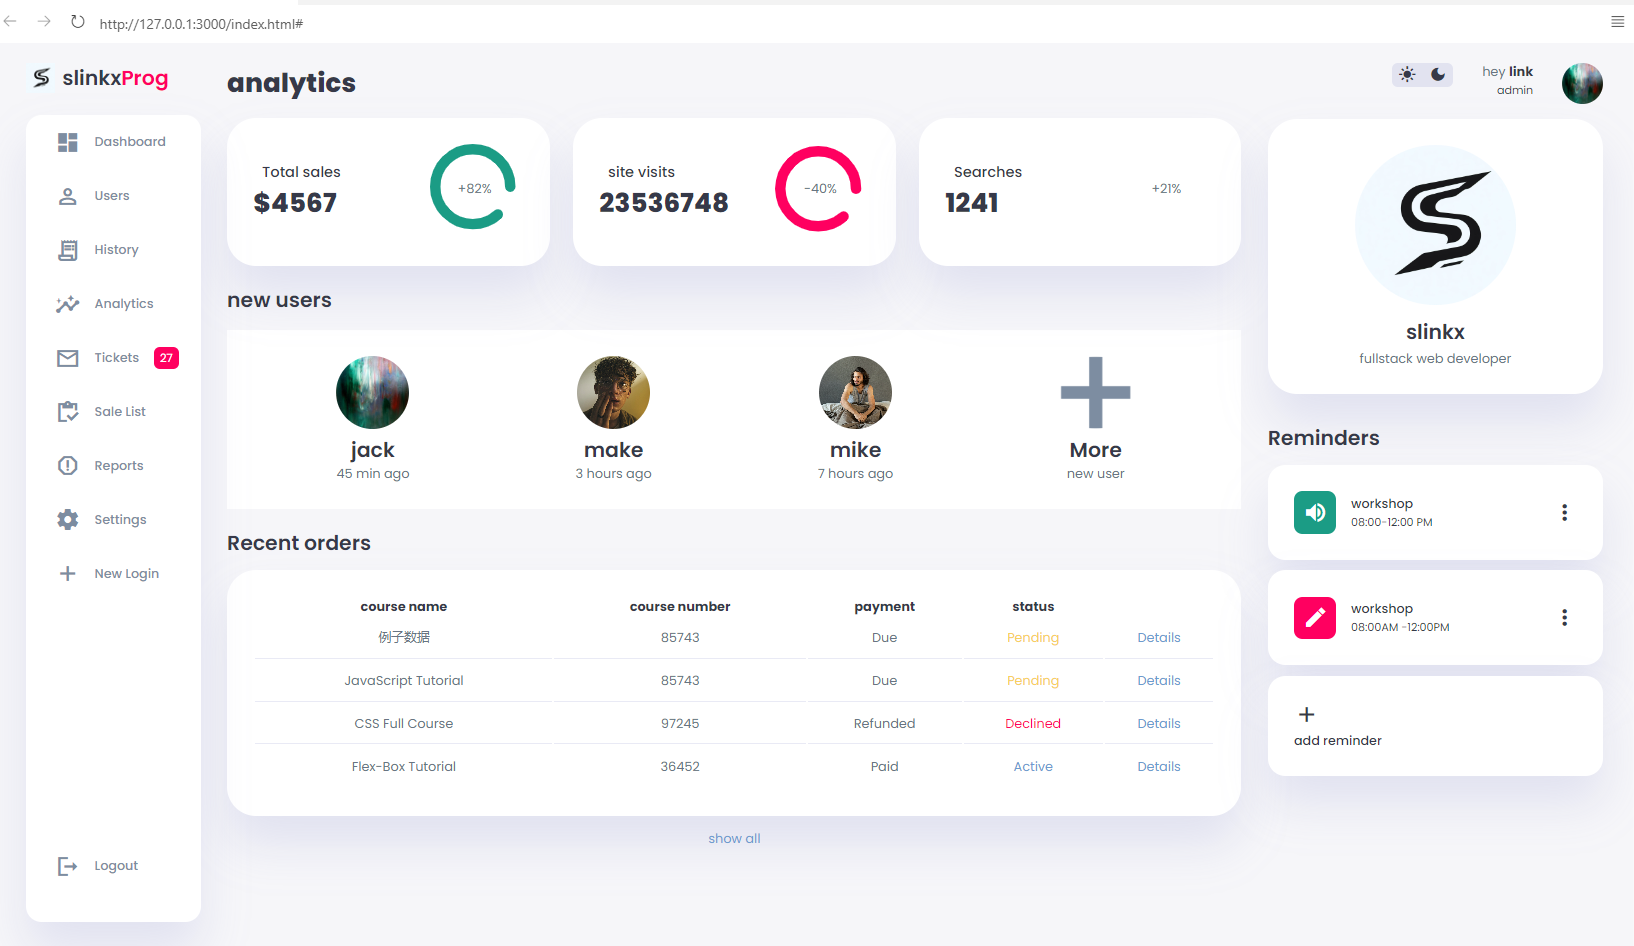 http://127.0.0.1:3000/index.html#
slinkxProg
Dashboard
Users
History
Analytics
Tickets 27
Sale List
Reports
Settings
New Login
Logout
analytics
Total sales
$4567
+82%
site visits
23536748
-40%
Searches
1241
+21%
new users
jack
45 min ago
make
3 hours ago
mike
7 hours ago
More
new user
Recent orders
course name course number payment status
例子数据 85743 Due Pending Details
JavaScript Tutorial 85743 Due Pending Details
CSS Full Course 97245 Refunded Declined Details
Flex-Box Tutorial 36452 Paid Active Details
show all
hey link
admin
slinkx
fullstack web developer
Reminders
workshop
08:00-12:00 PM
workshop
08:00AM -12:00PM
add reminder